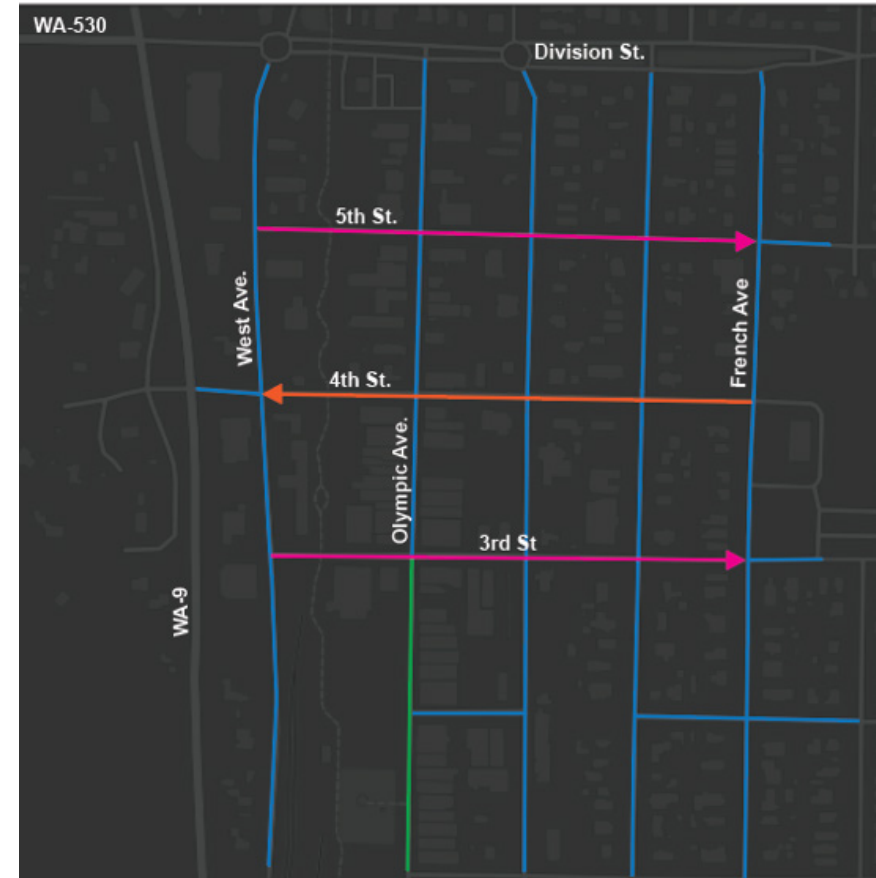 WA-530
Division St.
5th St.
West Ave.
French Ave
4th St.
Olympic Ave.
3rd St
WA-9